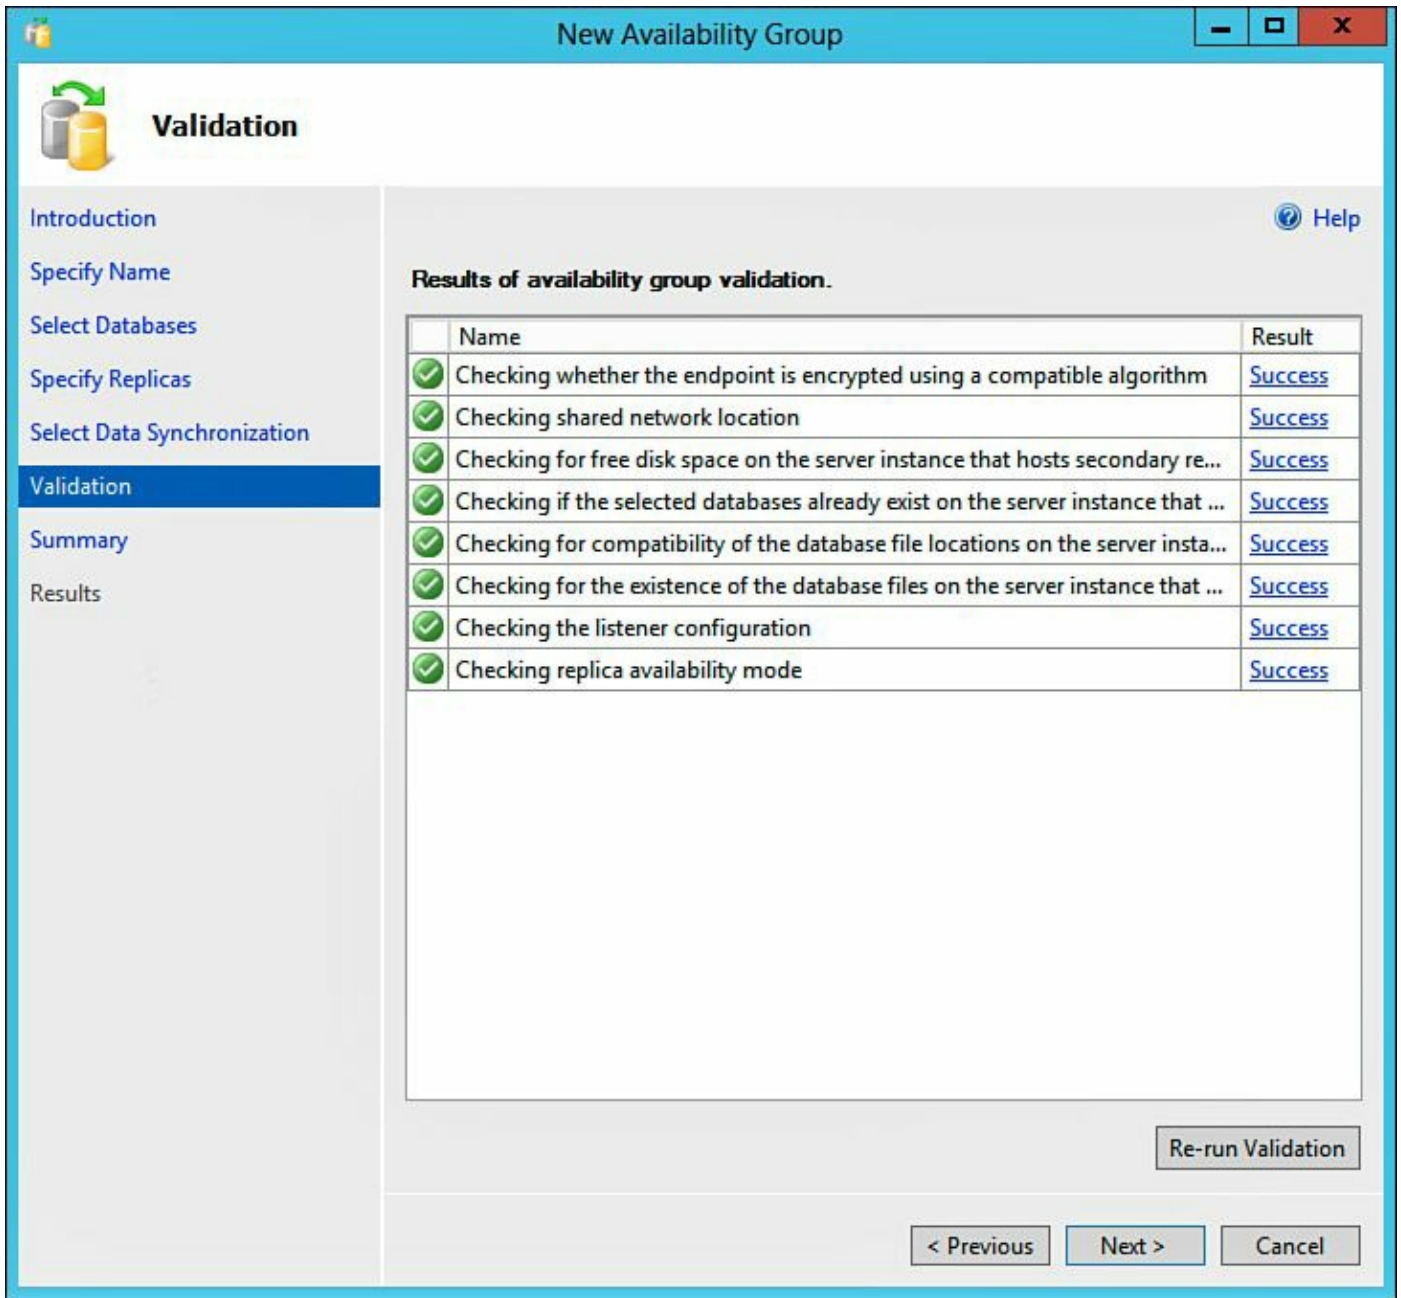 New Availability Group
Validation
Introduction
Specify Name
Select Databases
Specify Replicas
Select Data Synchronization
Validation
Summary
Results
Help
Results of availability group validation.
Name Result
Checking whether the endpoint is encrypted using a compatible algorithm Success
Checking shared network location Success
Checking for free disk space on the server instance that hosts secondary re... Success
Checking if the selected databases already exist on the server instance that ... Success
Checking for compatibility of the database file locations on the server insta... Success
Checking for the existence of the database files on the server instance that ... Success
Checking the listener configuration Success
Checking replica availability mode Success
Re-run Validation
< Previous Next > Cancel